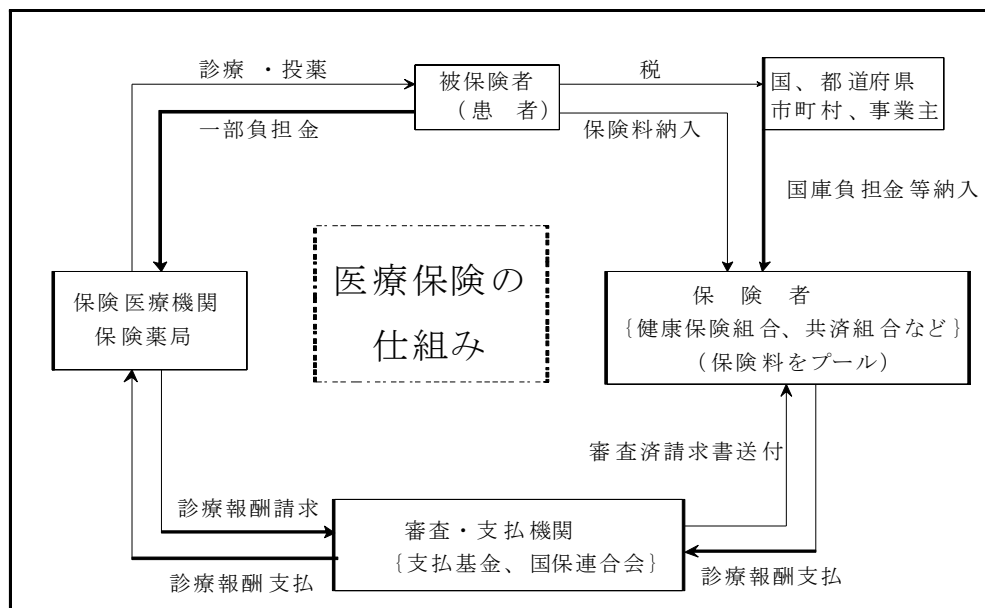 診療・投薬
被保険者
（患　者）
税
国、都道府県
市町村、事業主
一部負担金
保険料納入
国庫負担金等納入
医療保険の
仕組み
保険医療機関
保険薬局
保　険　者
｛健康保険組合、共済組合など｝
（保険料をプール）
審査済請求書送付
診療報酬請求
審査・支払機関
｛支払基金、国保連合会｝
診療報酬支払
診療報酬支払